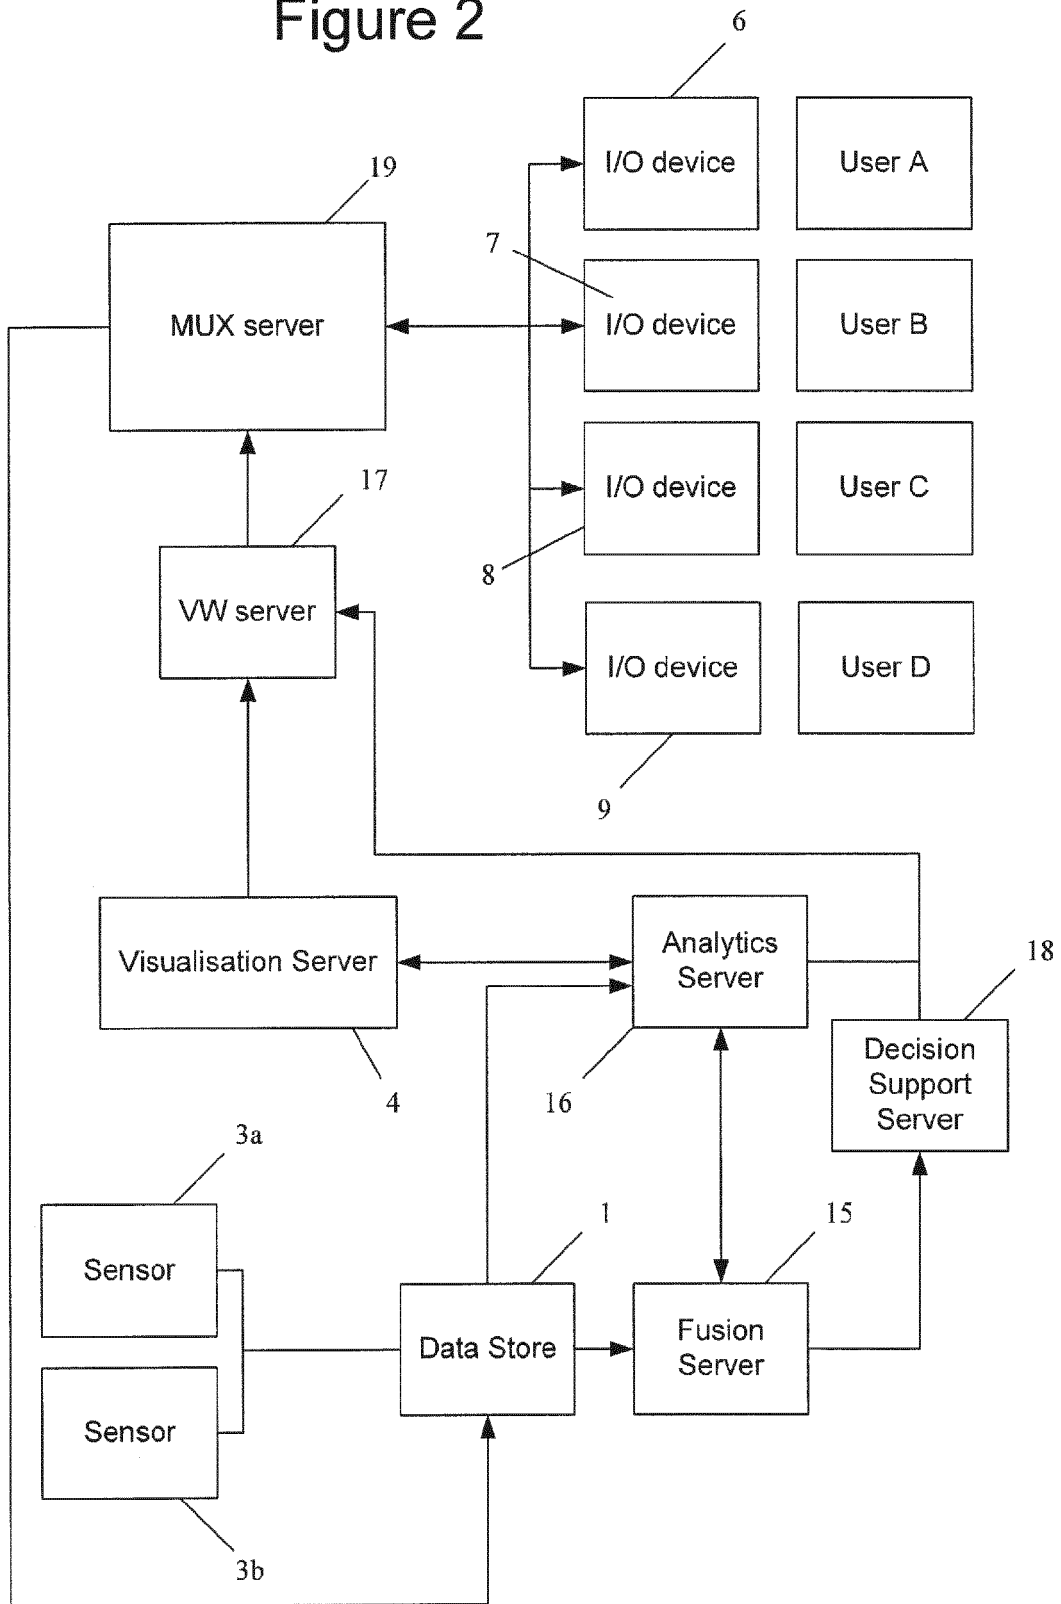 Figure 2
6
I/O device
User A
19
7
MUX server
I/O device
User B
17
I/O device
User C
8
VW server
I/O device
User D
9
Visualisation Server
Analytics
Server
18
4
16
Decision
Support
Server
3a
1
15
Sensor
Data Store
Fusion
Server
Sensor
3b